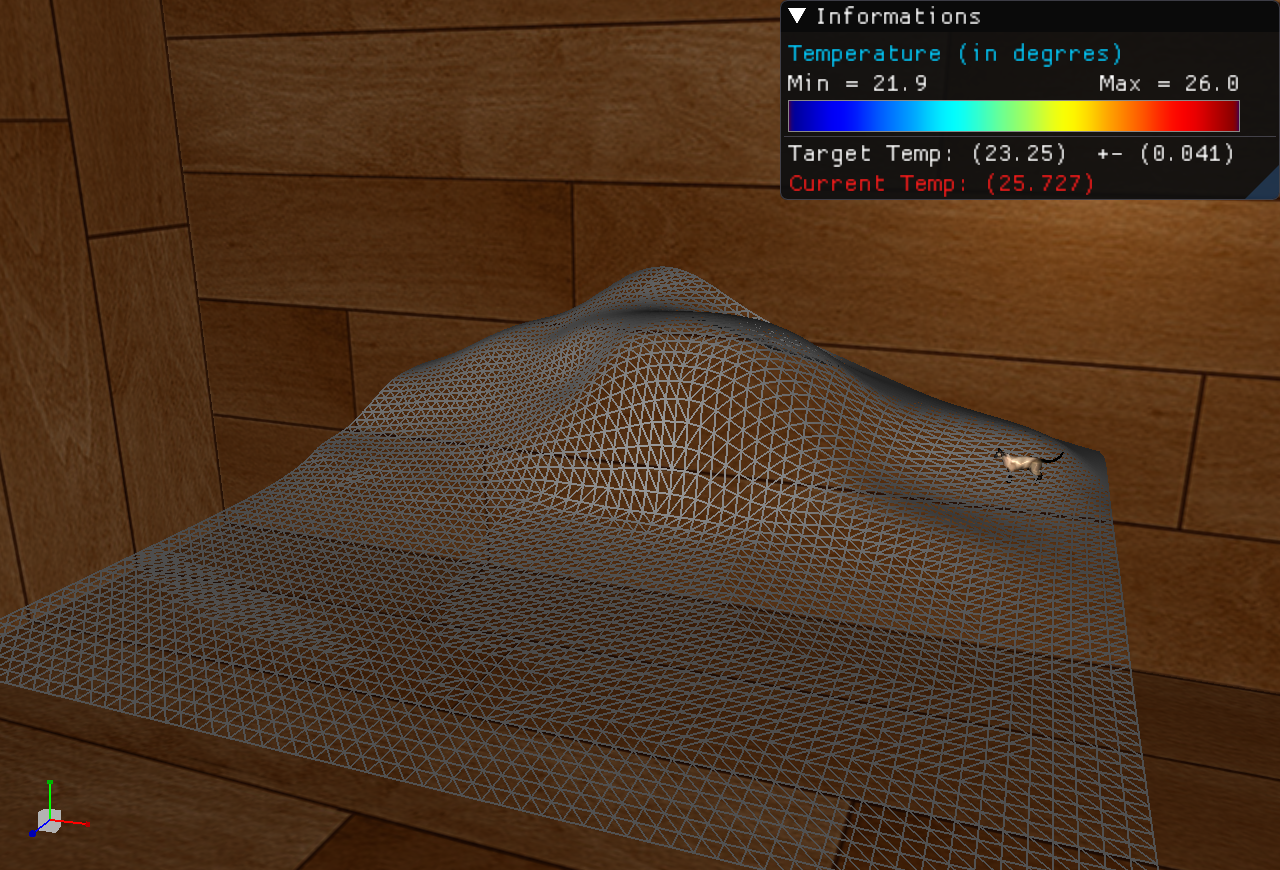 Informations
Temperature (in degrres)
Min = 21.9 Max = 26.0
Target Temp: (23.25) +- (0.041)
Current Temp: (25.727)